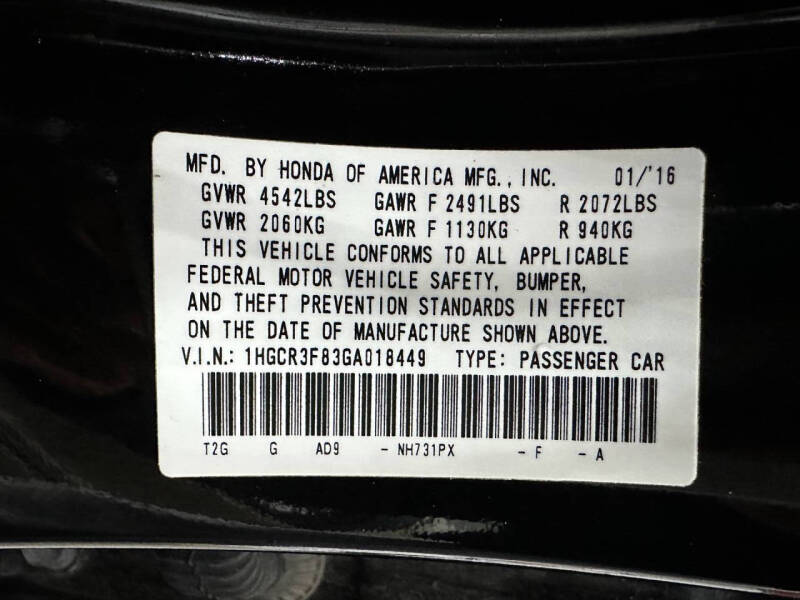 MFD. BY HONDA OF AMERICA MFG., INC. 01/'16
GVWR 4542LBS GAWR F 2491LBS R 2072LBS
GVWR 2060KG GAWR F 1130KG R 940KG
THIS VEHICLE CONFORMS TO ALL APPLICABLE
FEDERAL MOTOR VEHICLE SAFETY, BUMPER,
AND THEFT PREVENTION STANDARDS IN EFFECT
ON THE DATE OF MANUFACTURE SHOWN ABOVE.
V.I.N.: 1HGCR3F83GA018449 TYPE: PASSENGER CAR
T2G G AD9 - NH731PX - F - A